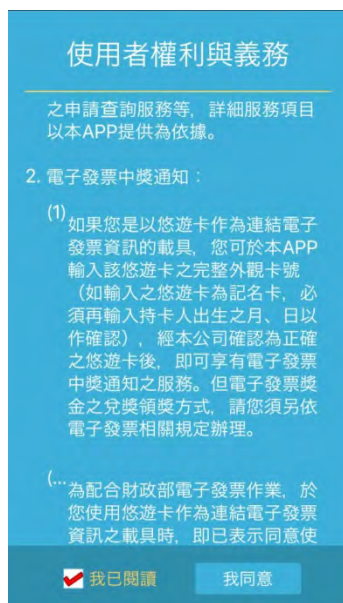 使用者權利與義務
之申請查詢服務等，詳細服務項目
以本APP提供為依據。
2. 電子發票中獎通知：
(1)如果您是以悠遊卡作為連結電子
發票資訊的載具，您可於本APP
輸入該悠遊卡之完整外觀卡號
（如輸入之悠遊卡為記名卡，必
須再輸入持卡人出生之月、日以
作確認），經本公司確認為正確
之悠遊卡後，即可享有電子發票
中獎通知之服務。但電子發票獎
金之兌獎領獎方式，請您須另依
電子發票相關規定辦理。
(...為配合財政部電子發票作業，於
您使用悠遊卡作為連結電子發票
資訊之載具時，即已表示同意使
我已閱讀 我同意